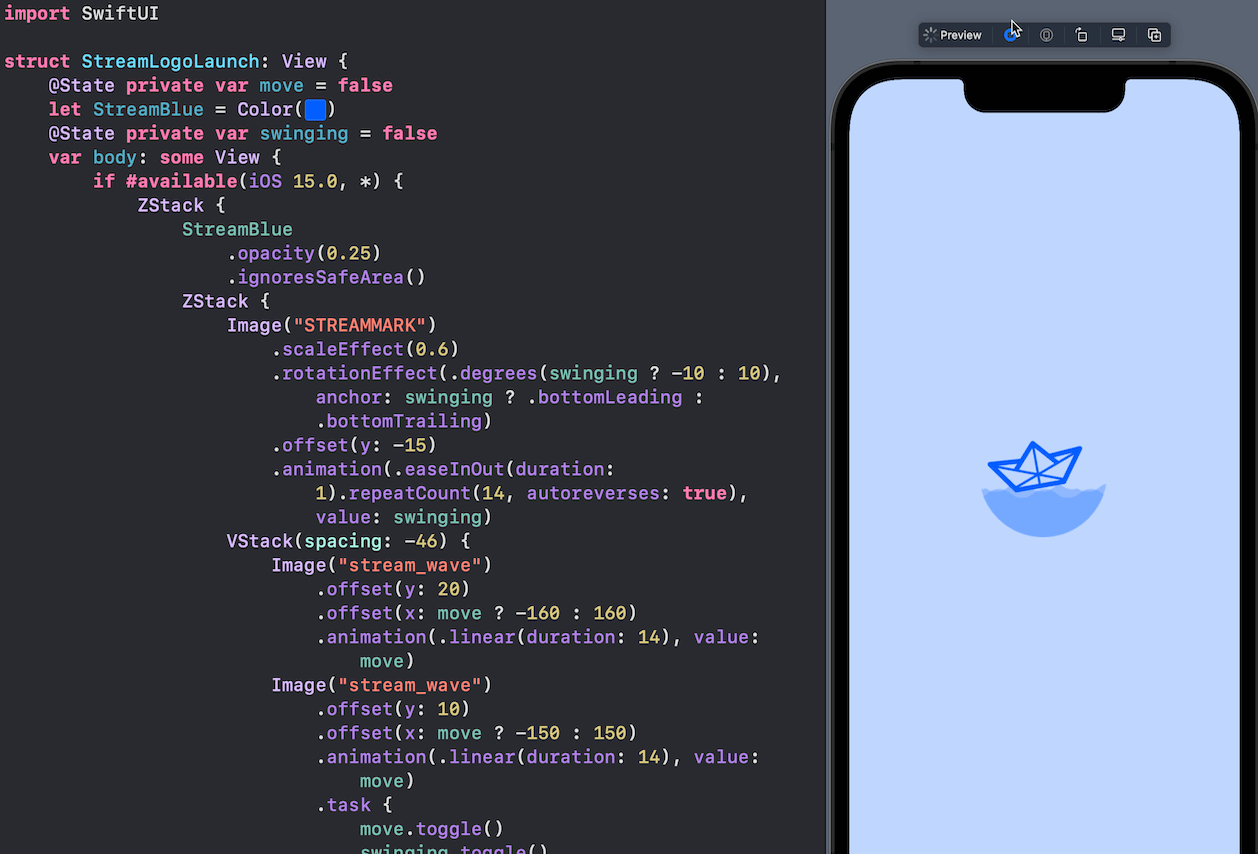 import SwiftUI
struct StreamLogoLaunch: View {
@State private var move = false
let StreamBlue = Color( )
@State private var swinging = false
var body: some View {
if #available(iOS 15.0, *) {
ZStack {
StreamBlue
.opacity(0.25)
.ignoresSafeArea()
ZStack {
Image("STREAMMARK")
.scaleEffect(0.6)
.rotationEffect(.degrees(swinging ? -10 : 10),
anchor: swinging ? .bottomLeading :
.bottomTrailing)
.offset(y: -15)
.animation(.easeInOut(duration:
1).repeatCount(14, autoreverses: true),
value: swinging)
VStack(spacing: -46) {
Image("stream_wave")
.offset(y: 20)
.offset(x: move ? -160 : 160)
.animation(.linear(duration: 14), value:
move)
Image("stream_wave")
.offset(y: 10)
.offset(x: move ? -150 : 150)
.animation(.linear(duration: 14), value:
move)
.task {
move.toggle()
swinging.toggle()
Preview